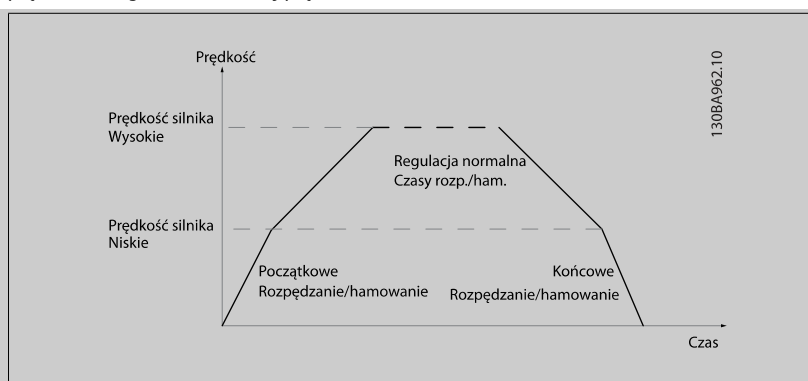 Prędkość
Prędkość silnika
Wysokie
Regulacja normalna
Czasy rozp./ham.
Prędkość silnika
Niskie
Początkowe
Rozpędzanie/hamowanie
Końcowe
Rozpędzanie/hamowanie
Czas
130BA962.10